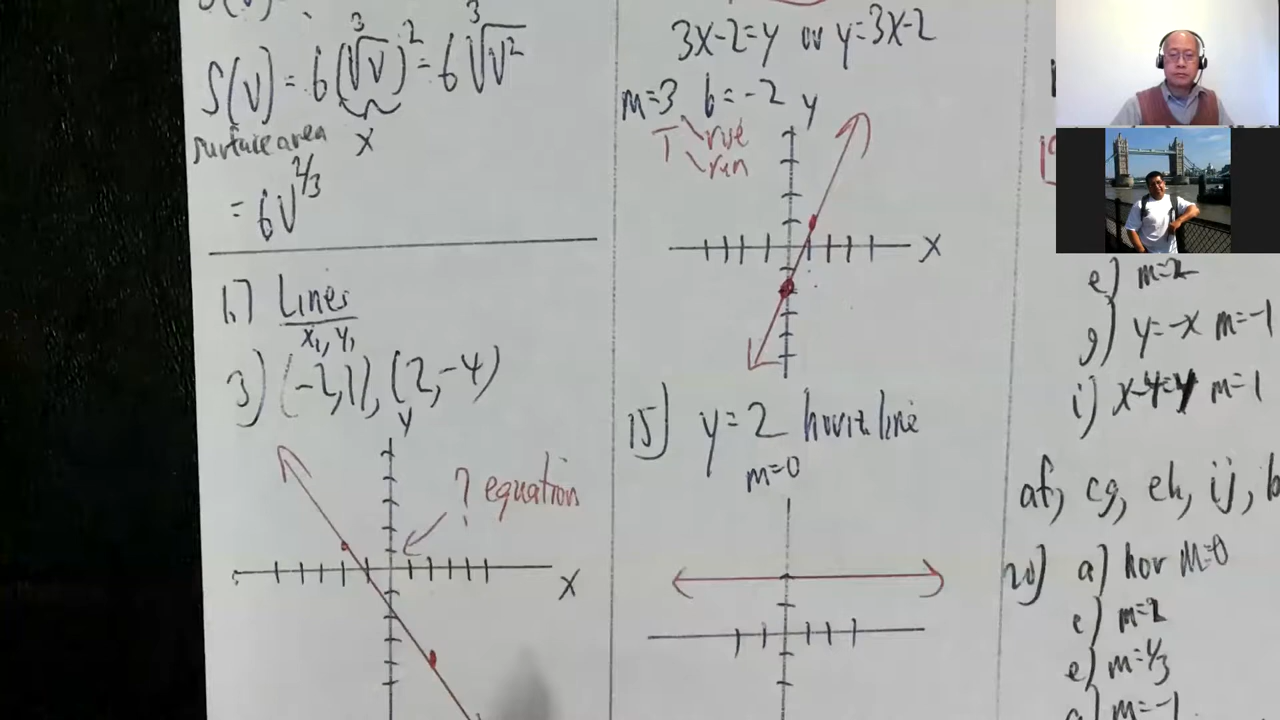 S(V) = 6(∛V)² = 6∛V²
surface area x
= 6V^2/3
1.7 Lines
x₁, y₁
3) (-2,1), (2,-4)
y
? equation
x
3x-2=y or y=3x-2
m=3 b=-2 y
rise
run
x
15) y=2 horiz. line
m=0
e) m=2
g) y=-x m=-1
i) x-4=y m=1
af, cg, eh, ij, b
20) a) hor m=0
m=2
e) m=1/3
m=-1